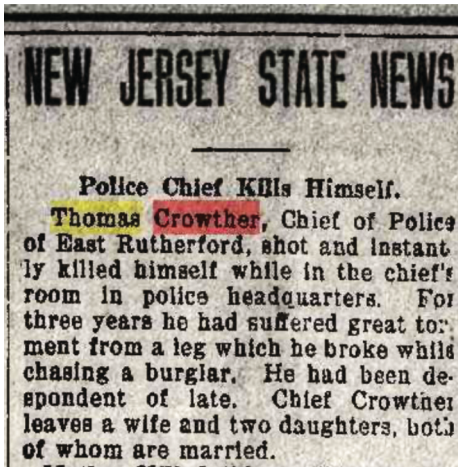 NEW JERSEY STATE NEWS
Police Chief Kills Himself.
Thomas Crowther, Chief of Police
of East Rutherford, shot and instant
ly killed himself while in the chief's
room in police headquarters. For
three years he had suffered great tor-
ment from a leg which he broke while
chasing a burglar. He had been de-
spondent of late. Chief Crowther
leaves a wife and two daughters, both
of whom are married.